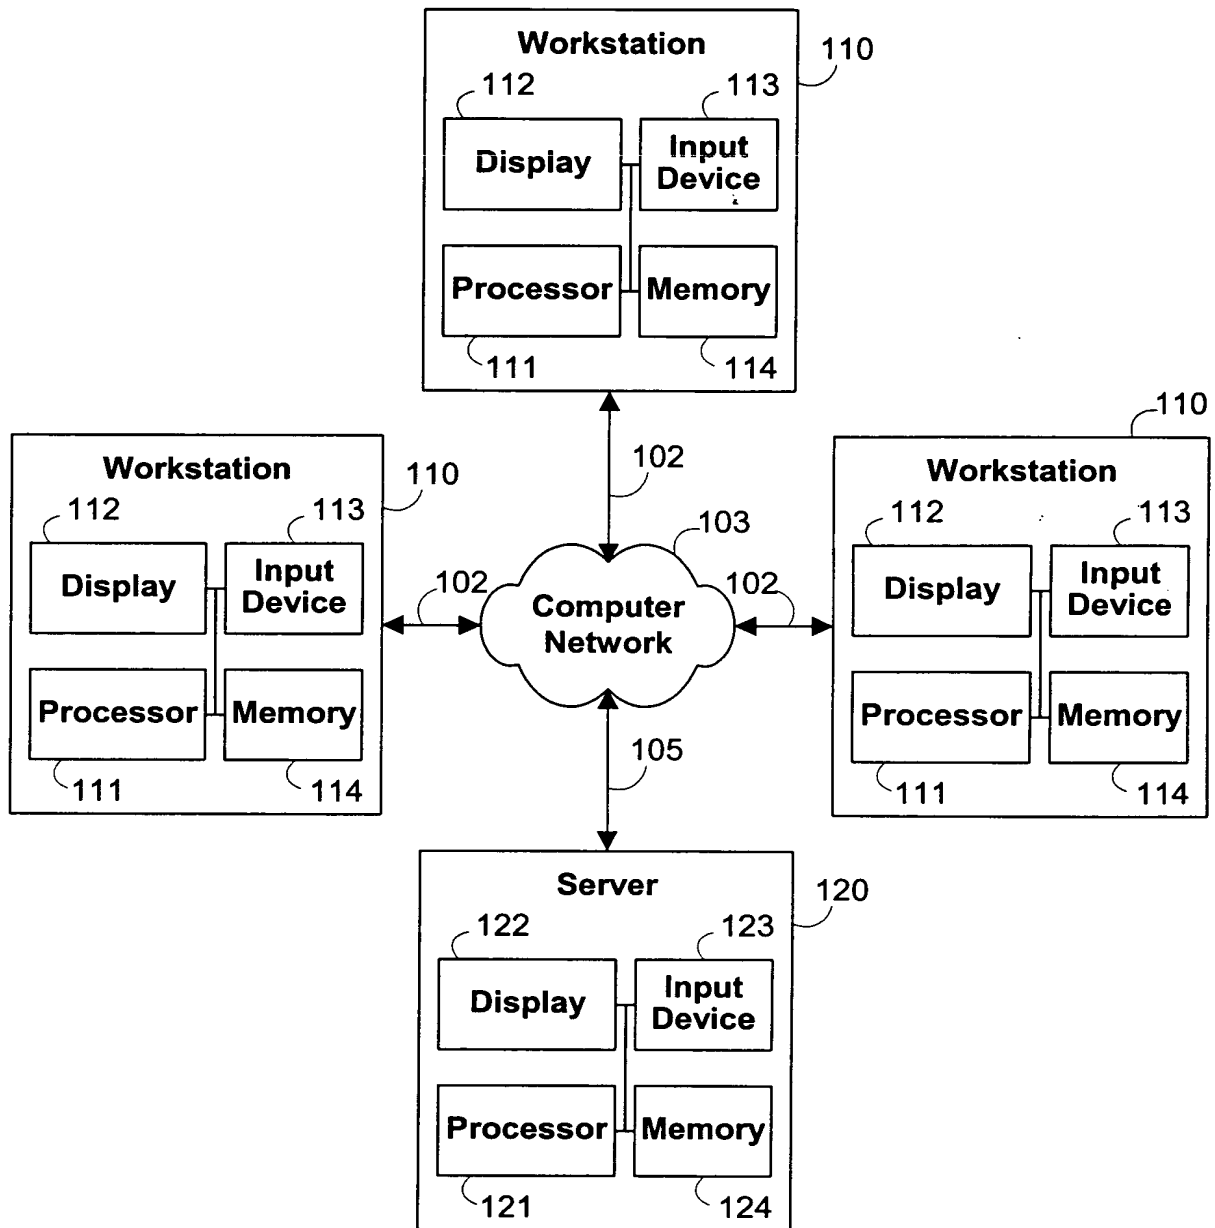 Workstation
110
112
113
Display
Input
Device
Processor
Memory
111
114
110
Workstation
110
102
Workstation
112
113
103
112
113
Display
Input
Device
102
Computer
Network
102
Display
Input
Device
Processor
Memory
Processor
Memory
111
114
105
111
114
Server
120
122
123
Display
Input
Device
Processor
Memory
121
124